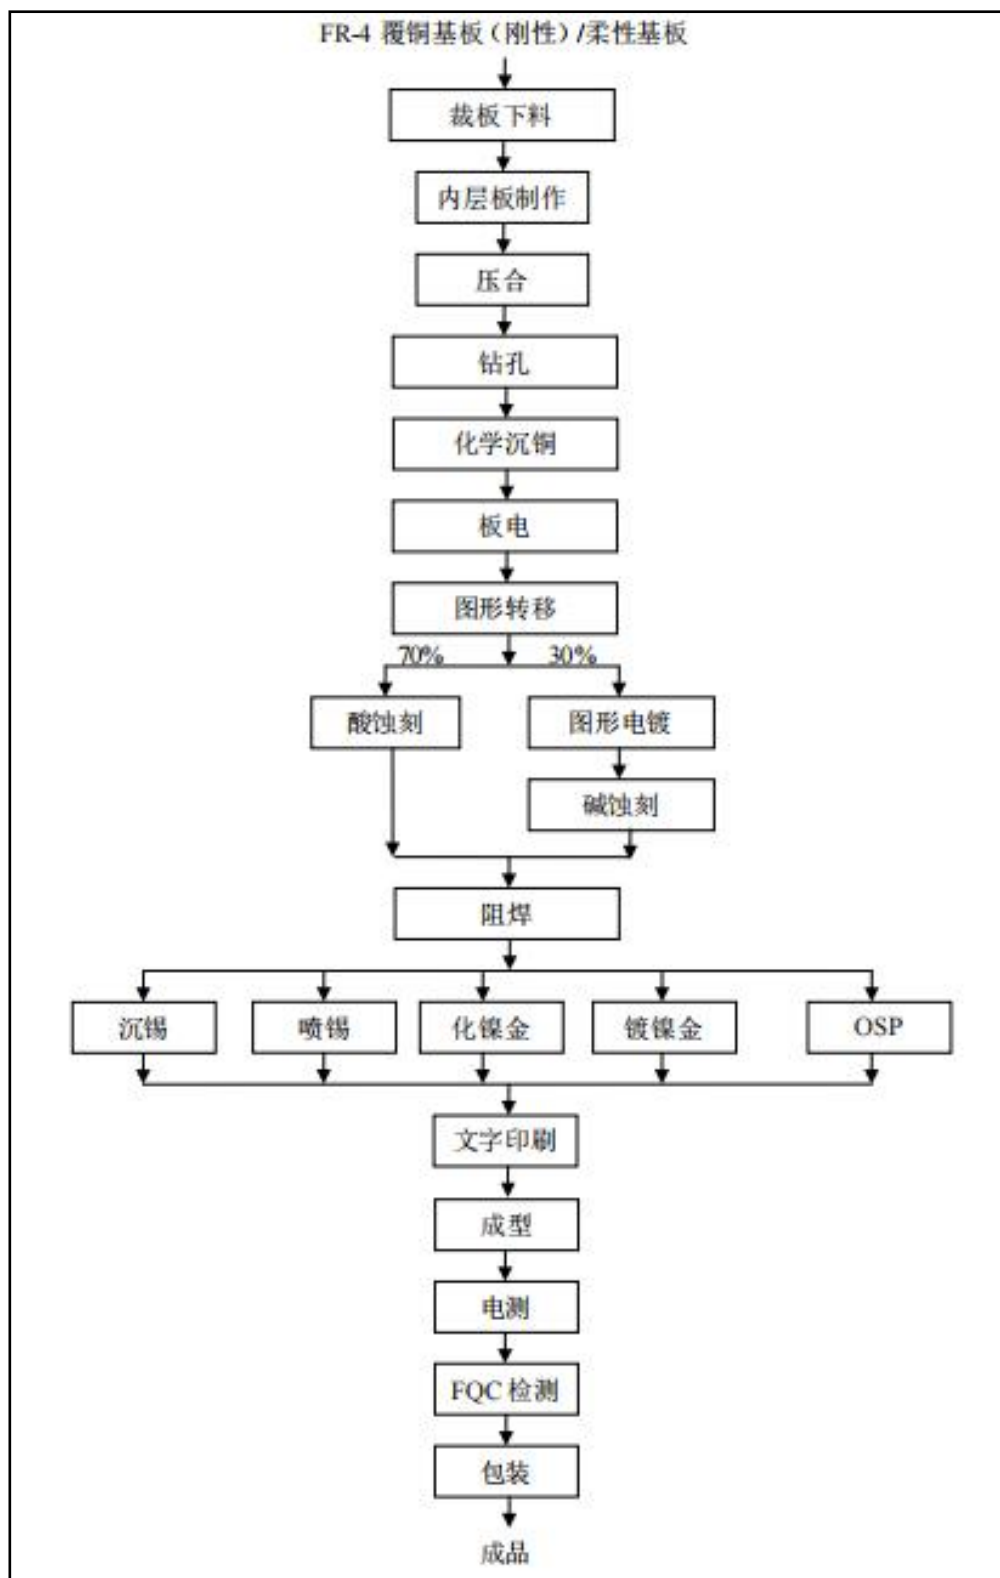 FR-4 覆铜基板（刚性）/柔性基板
裁板下料
内层板制作
压合
钻孔
化学沉铜
板电
图形转移
70% 30%
酸蚀刻 图形电镀
碱蚀刻
阻焊
沉锡 喷锡 化镍金 镀镍金 OSP
文字印刷
成型
电测
FQC 检测
包装
成品